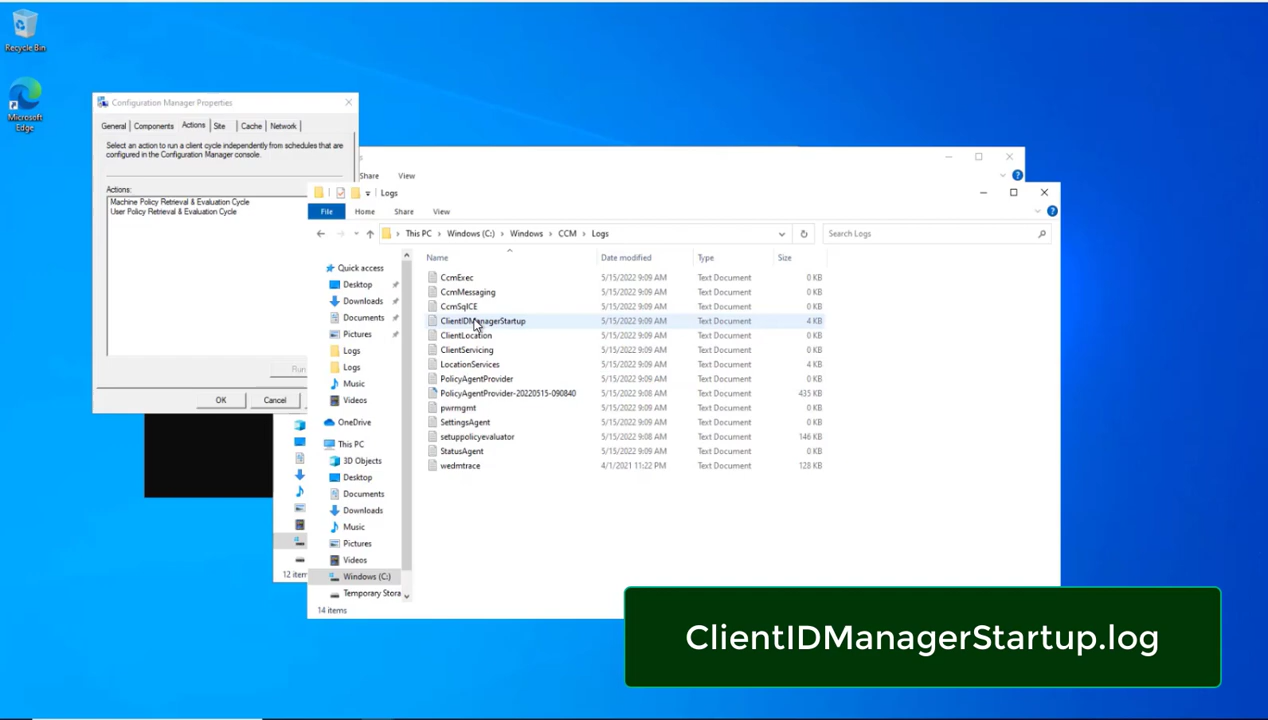 Recycle Bin
Microsoft
Edge
Configuration Manager Properties
General Components Actions Site Cache Network
Select an action to run a client cycle independently from schedules that are
configured in the Configuration Manager console.
Actions:
Machine Policy Retrieval & Evaluation Cycle
User Policy Retrieval & Evaluation Cycle
Run
OK Cancel
Share View
Logs
File Home Share View
This PC Windows (C:) Windows CCM Logs
Search Logs
Quick access
Desktop
Downloads
Documents
Pictures
Logs
Logs
Music
Videos
OneDrive
This PC
3D Objects
Desktop
Documents
Downloads
Music
Pictures
Videos
Windows (C:)
Temporary Stora
Name Date modified Type Size
CcmExec 5/15/2022 9:09 AM Text Document 0 KB
CcmMessaging 5/15/2022 9:09 AM Text Document 0 KB
CcmSqlCE 5/15/2022 9:09 AM Text Document 0 KB
ClientIDManagerStartup 5/15/2022 9:09 AM Text Document 4 KB
ClientLocation 5/15/2022 9:09 AM Text Document 0 KB
ClientServicing 5/15/2022 9:09 AM Text Document 0 KB
LocationServices 5/15/2022 9:09 AM Text Document 4 KB
PolicyAgentProvider 5/15/2022 9:09 AM Text Document 0 KB
PolicyAgentProvider-20220515-090840 5/15/2022 9:08 AM Text Document 435 KB
pwrmgmt 5/15/2022 9:09 AM Text Document 0 KB
SettingsAgent 5/15/2022 9:09 AM Text Document 0 KB
setuppolicyevaluator 5/15/2022 9:08 AM Text Document 146 KB
StatusAgent 5/15/2022 9:09 AM Text Document 0 KB
wedmtrace 4/1/2021 11:22 PM Text Document 128 KB
12 item
14 items
ClientIDManagerStartup.log